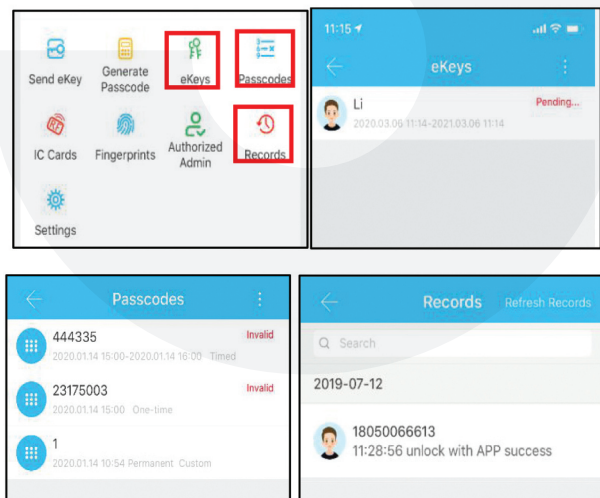 Send eKey
Generate
Passcode
eKeys
Passcodes
IC Cards
Fingerprints
Authorized
Admin
Records
Settings
11:15
eKeys
Li
Pending...
2020.03.06 11:14-2021.03.06 11:14
Passcodes
444335
Invalid
2020.01.14 15:00-2020.01.14 16:00 Timed
23175003
Invalid
2020.01.14 15:00 One-time
1
2020.01.14 10:54 Permanent Custom
Records
Refresh Records
Search
2019-07-12
18050066613
11:28:56 unlock with APP success